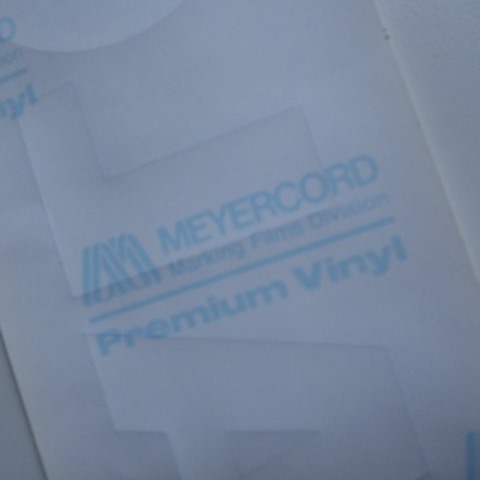 MEYERCORD
Marking Films Division
Premium Vinyl